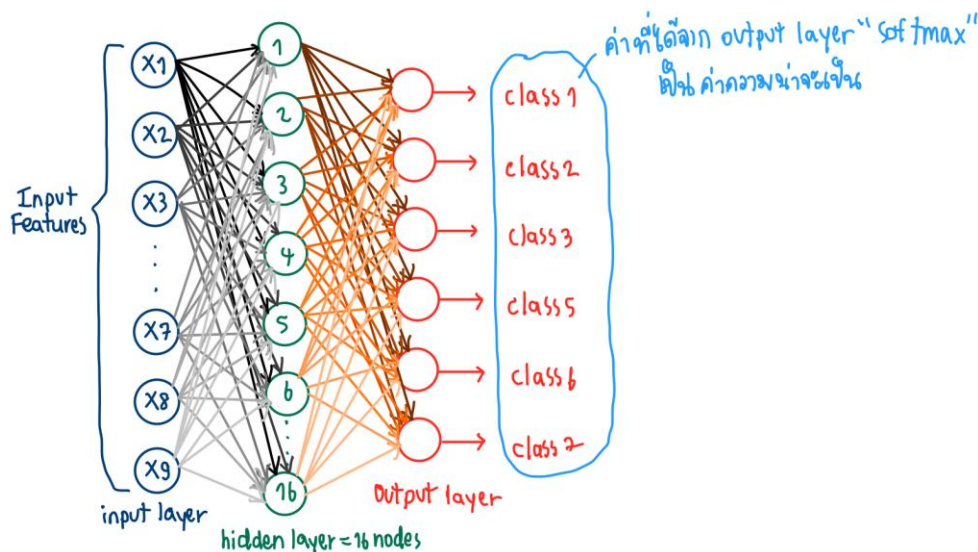 Input
Features
X1
X2
X3
X7
X8
X9
input layer
1
2
3
4
5
6
16
hidden layer = 16 nodes
output layer
class 1
class 2
class 3
class 5
class 6
class 7
ค่าที่ได้จาก output layer "softmax"
เป็นค่าความน่าจะเป็น